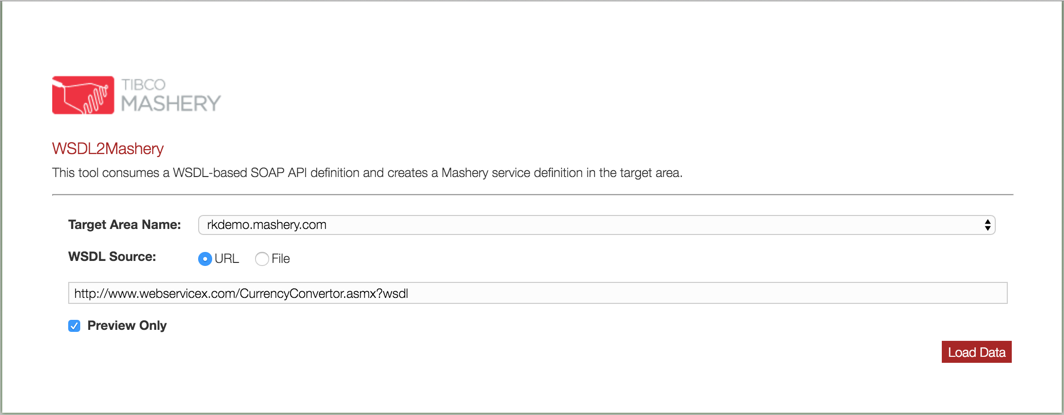 TIBCO
MASHERY
WSDL2Mashery
This tool consumes a WSDL-based SOAP API definition and creates a Mashery service definition in the target area.
Target Area Name: rkdemo.mashery.com
WSDL Source: URL File
http://www.webservicex.com/CurrencyConvertor.asmx?wsdl
Preview Only
Load Data